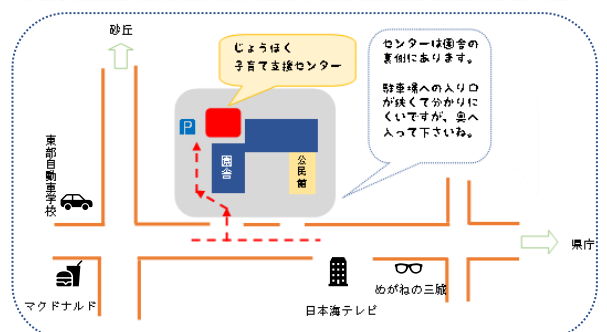 砂丘
じょうほく
子育て支援センター
センターは園舎の
裏側にあります。
駐車場への入り口
が狭くて分かりに
くいですが、奥へ
入って下さいね。
P
園舎
公民館
東部自動車学校
県庁
マクドナルド
日本海テレビ
めがねの三城